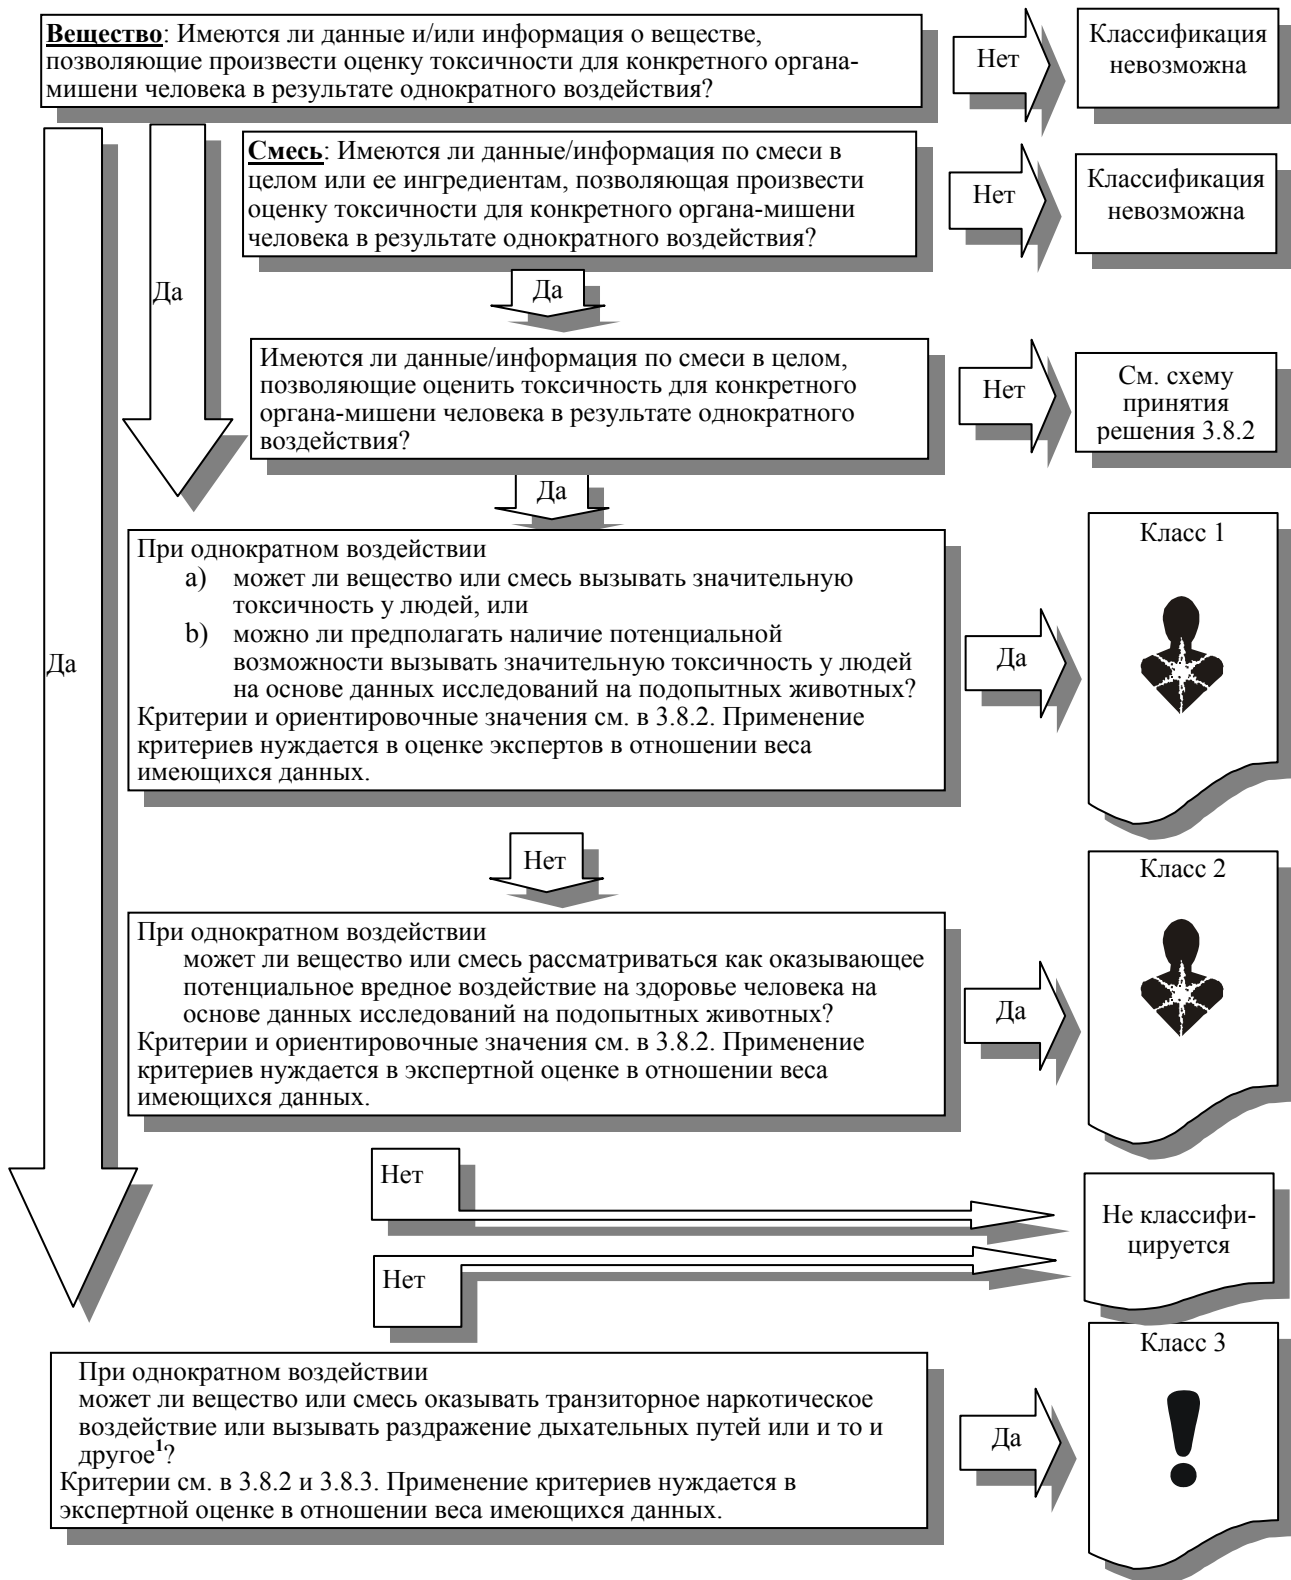 Вещество: Имеются ли данные и/или информация о веществе,
позволяющие произвести оценку токсичности для конкретного органа-
мишени человека в результате однократного воздействия?
Нет
Классификация
невозможна
Смесь: Имеются ли данные/информация по смеси в
целом или ее ингредиентам, позволяющая произвести
оценку токсичности для конкретного органа-мишени
человека в результате однократного воздействия?
Нет
Классификация
невозможна
Да
Да
Имеются ли данные/информация по смеси в целом,
позволяющие оценить токсичность для конкретного
органа-мишени человека в результате однократного
воздействия?
Нет
См. схему
принятия
решения 3.8.2
Да
При однократном воздействии
a) может ли вещество или смесь вызывать значительную
токсичность у людей, или
b) можно ли предполагать наличие потенциальной
возможности вызывать значительную токсичность у людей
на основе данных исследований на подопытных животных?
Критерии и ориентировочные значения см. в 3.8.2. Применение
критериев нуждается в оценке экспертов в отношении веса
имеющихся данных.
Да
Класс 1
Да
Нет
При однократном воздействии
может ли вещество или смесь рассматриваться как оказывающее
потенциальное вредное воздействие на здоровье человека на
основе данных исследований на подопытных животных?
Критерии и ориентировочные значения см. в 3.8.2. Применение
критериев нуждается в экспертной оценке в отношении веса
имеющихся данных.
Да
Класс 2
Нет
Нет
Не классифи-
цируется
При однократном воздействии
может ли вещество или смесь оказывать транзиторное наркотическое
воздействие или вызывать раздражение дыхательных путей или и то и
другое¹?
Критерии см. в 3.8.2 и 3.8.3. Применение критериев нуждается в
экспертной оценке в отношении веса имеющихся данных.
Да
Класс 3
!